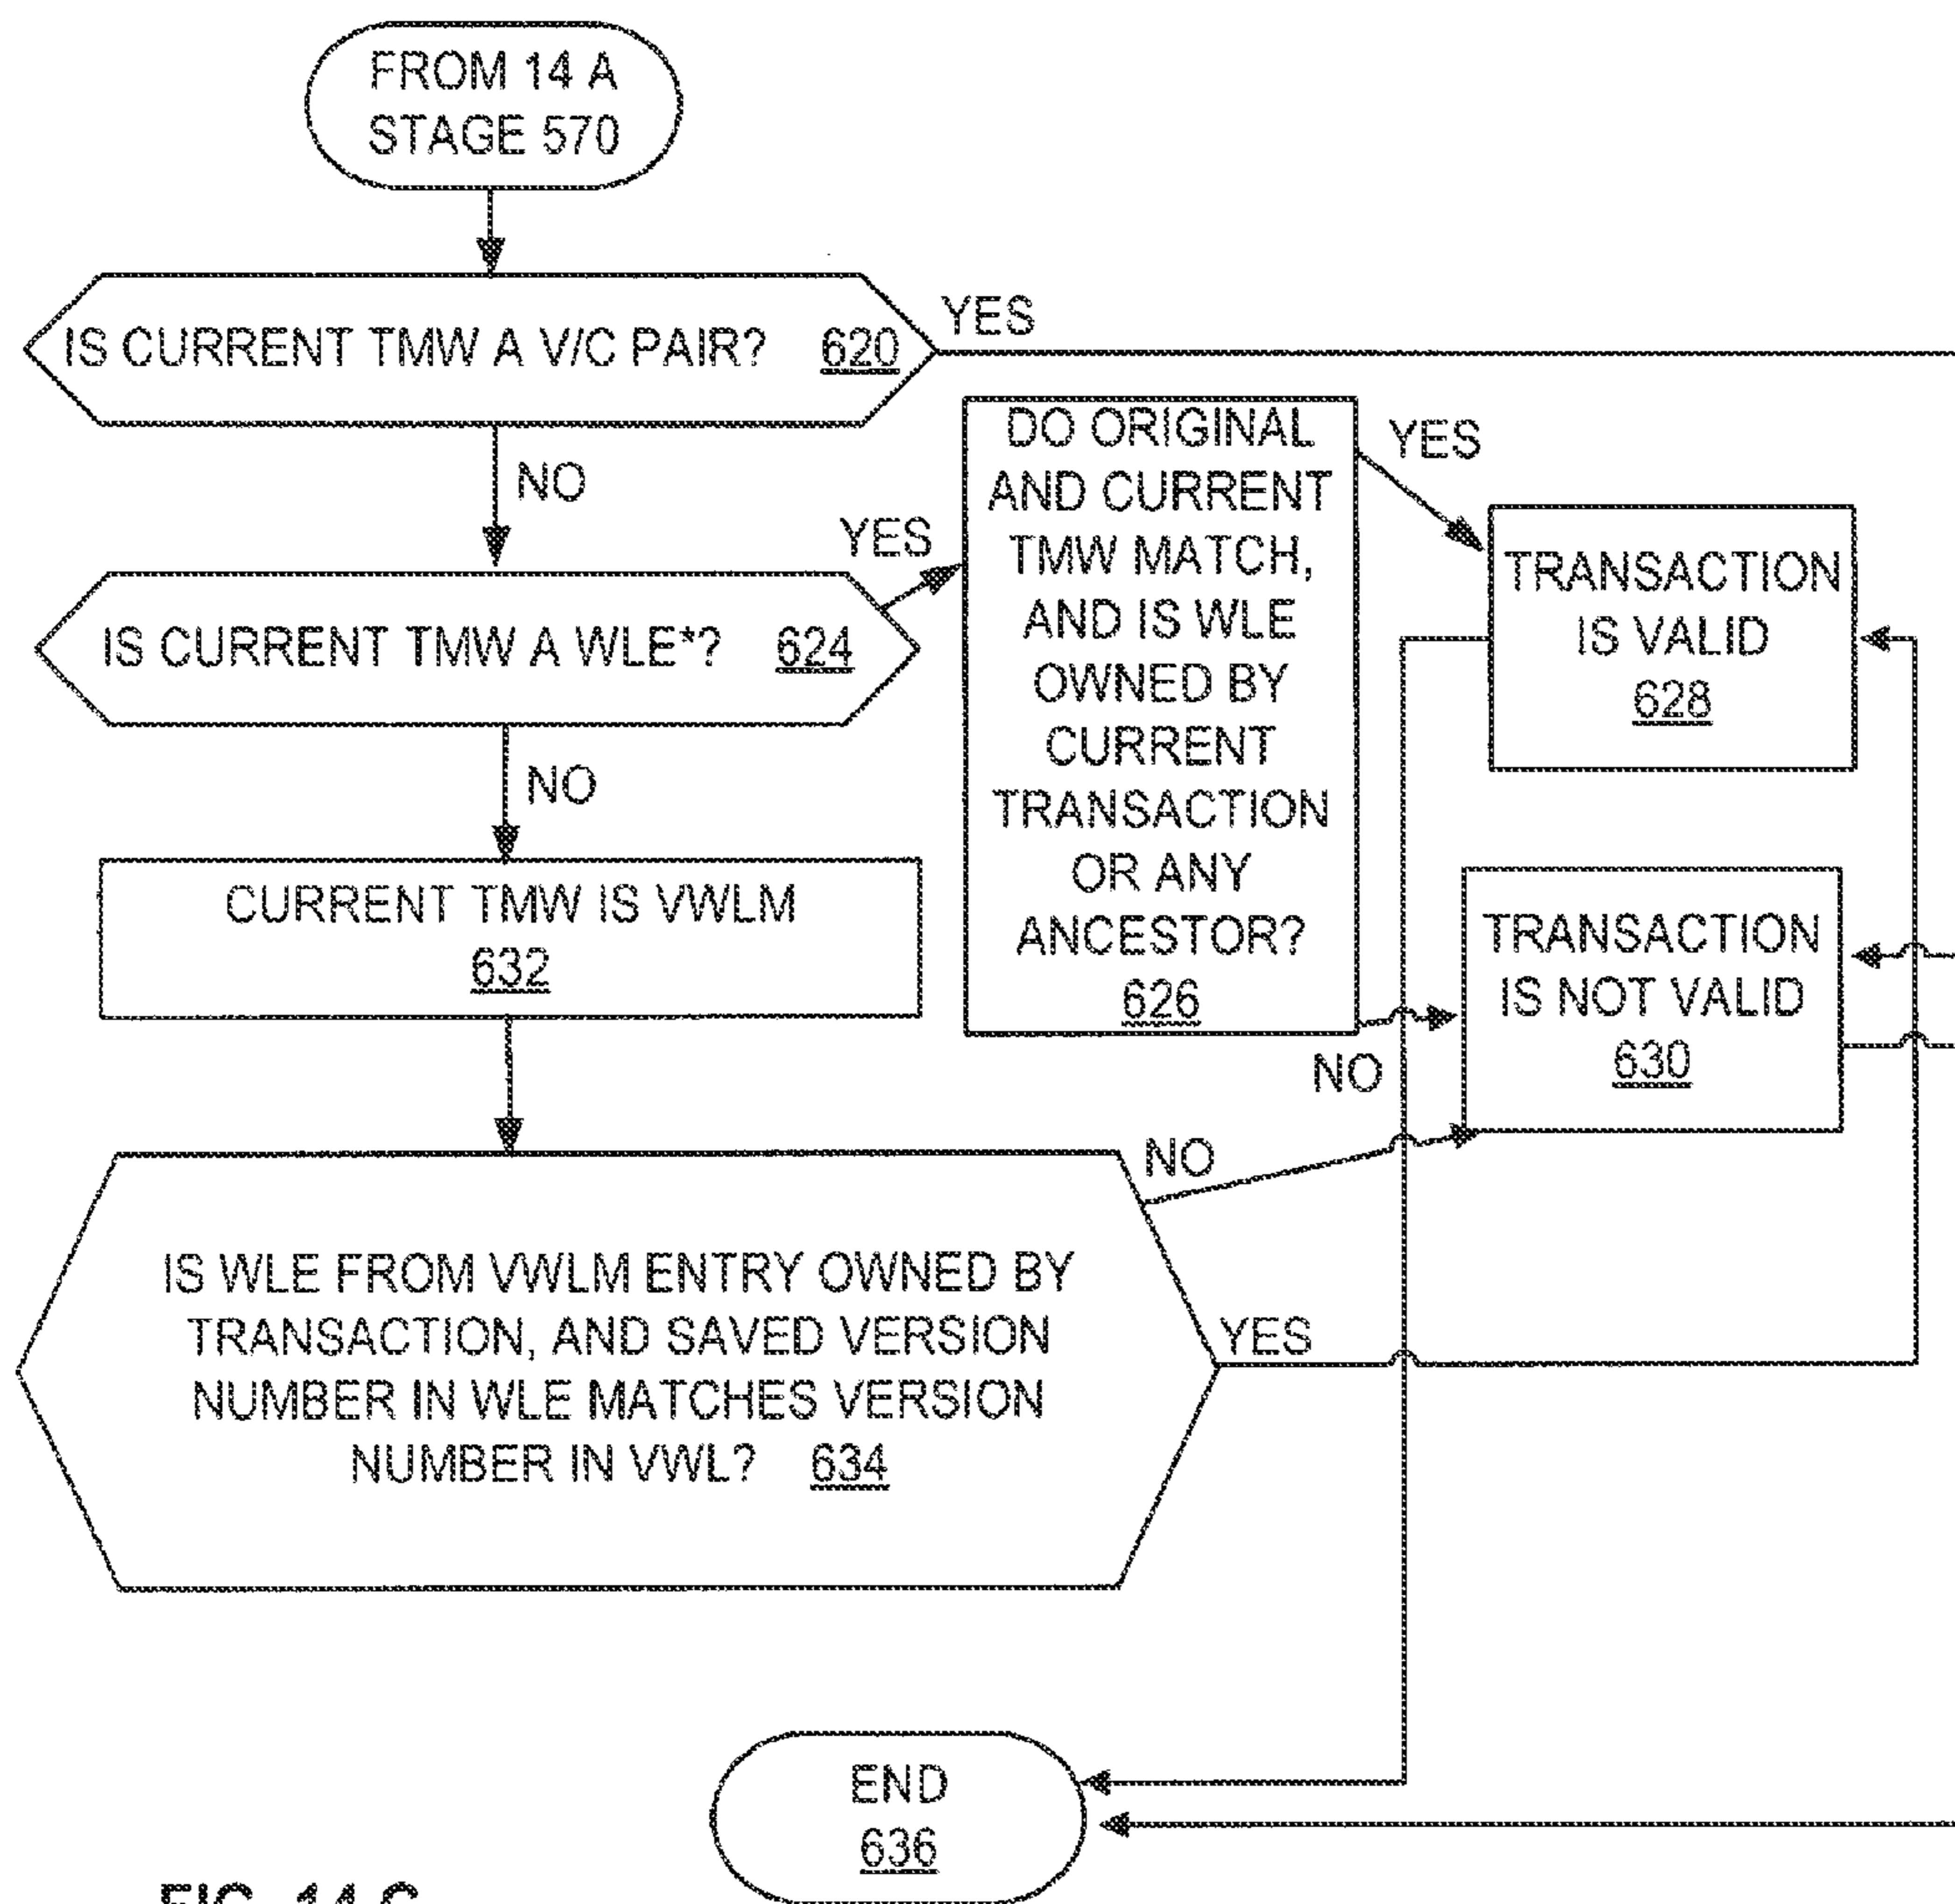 FROM 14 A
STAGE 570
IS CURRENT TMW A V/C PAIR? 620
YES
NO
IS CURRENT TMW A WLE*? 624
YES
NO
DO ORIGINAL
AND CURRENT
TMW MATCH,
AND IS WLE
OWNED BY
CURRENT
TRANSACTION
OR ANY
ANCESTOR?
626
YES
NO
TRANSACTION
IS VALID
628
TRANSACTION
IS NOT VALID
630
CURRENT TMW IS VWLM
632
IS WLE FROM VWLM ENTRY OWNED BY
TRANSACTION, AND SAVED VERSION
NUMBER IN WLE MATCHES VERSION
NUMBER IN VWL? 634
NO
YES
END
636
FIG. 14 C